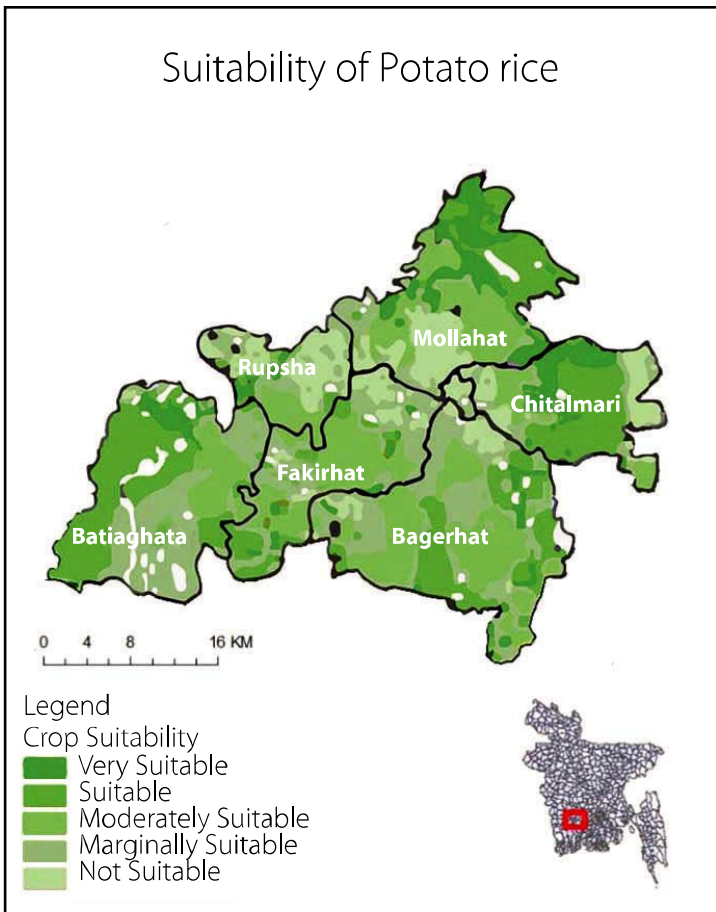 Suitability of Potato rice
Mollahat
Rupsha
Chitalmari
Fakirhat
Batiaghata
Bagerhat
0 4 8 16 KM
Legend
Crop Suitability
Very Suitable
Suitable
Moderately Suitable
Marginally Suitable
Not Suitable